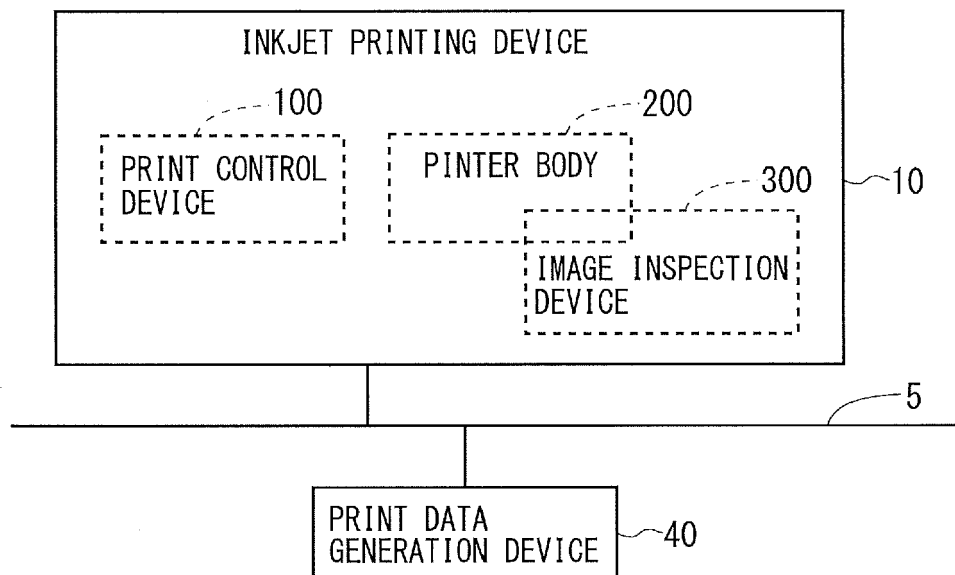 INKJET PRINTING DEVICE
100
200
PRINT CONTROL
DEVICE
PINTER BODY
300
10
IMAGE INSPECTION
DEVICE
5
PRINT DATA
GENERATION DEVICE
40